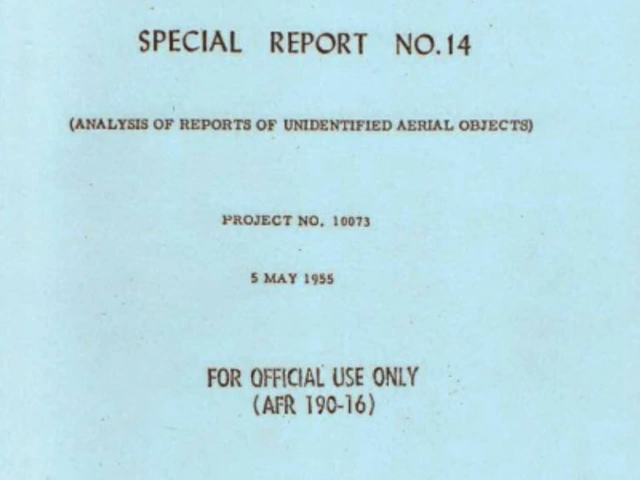 SPECIAL REPORT NO. 14
(ANALYSIS OF REPORTS OF UNIDENTIFIED AERIAL OBJECTS)
PROJECT NO. 10073
5 MAY 1955
FOR OFFICIAL USE ONLY
(AFR 190-16)